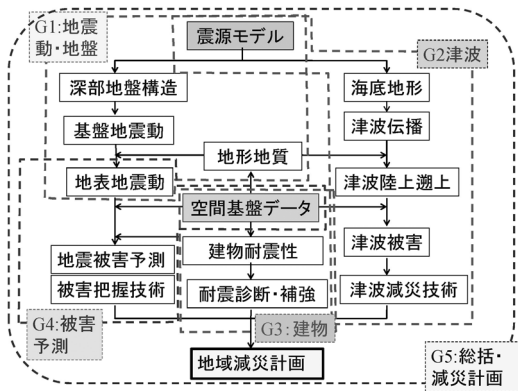 G1:地震
動・地盤
震源モデル
G2津波
深部地盤構造
海底地形
基盤地震動
津波伝播
地形地質
地表地震動
津波陸上遡上
空間基盤データ
建物耐震性
津波被害
地震被害予測
被害把握技術
耐震診断・補強
津波減災技術
G4:被害
予測
G3:建物
地域減災計画
G5:総括・
減災計画